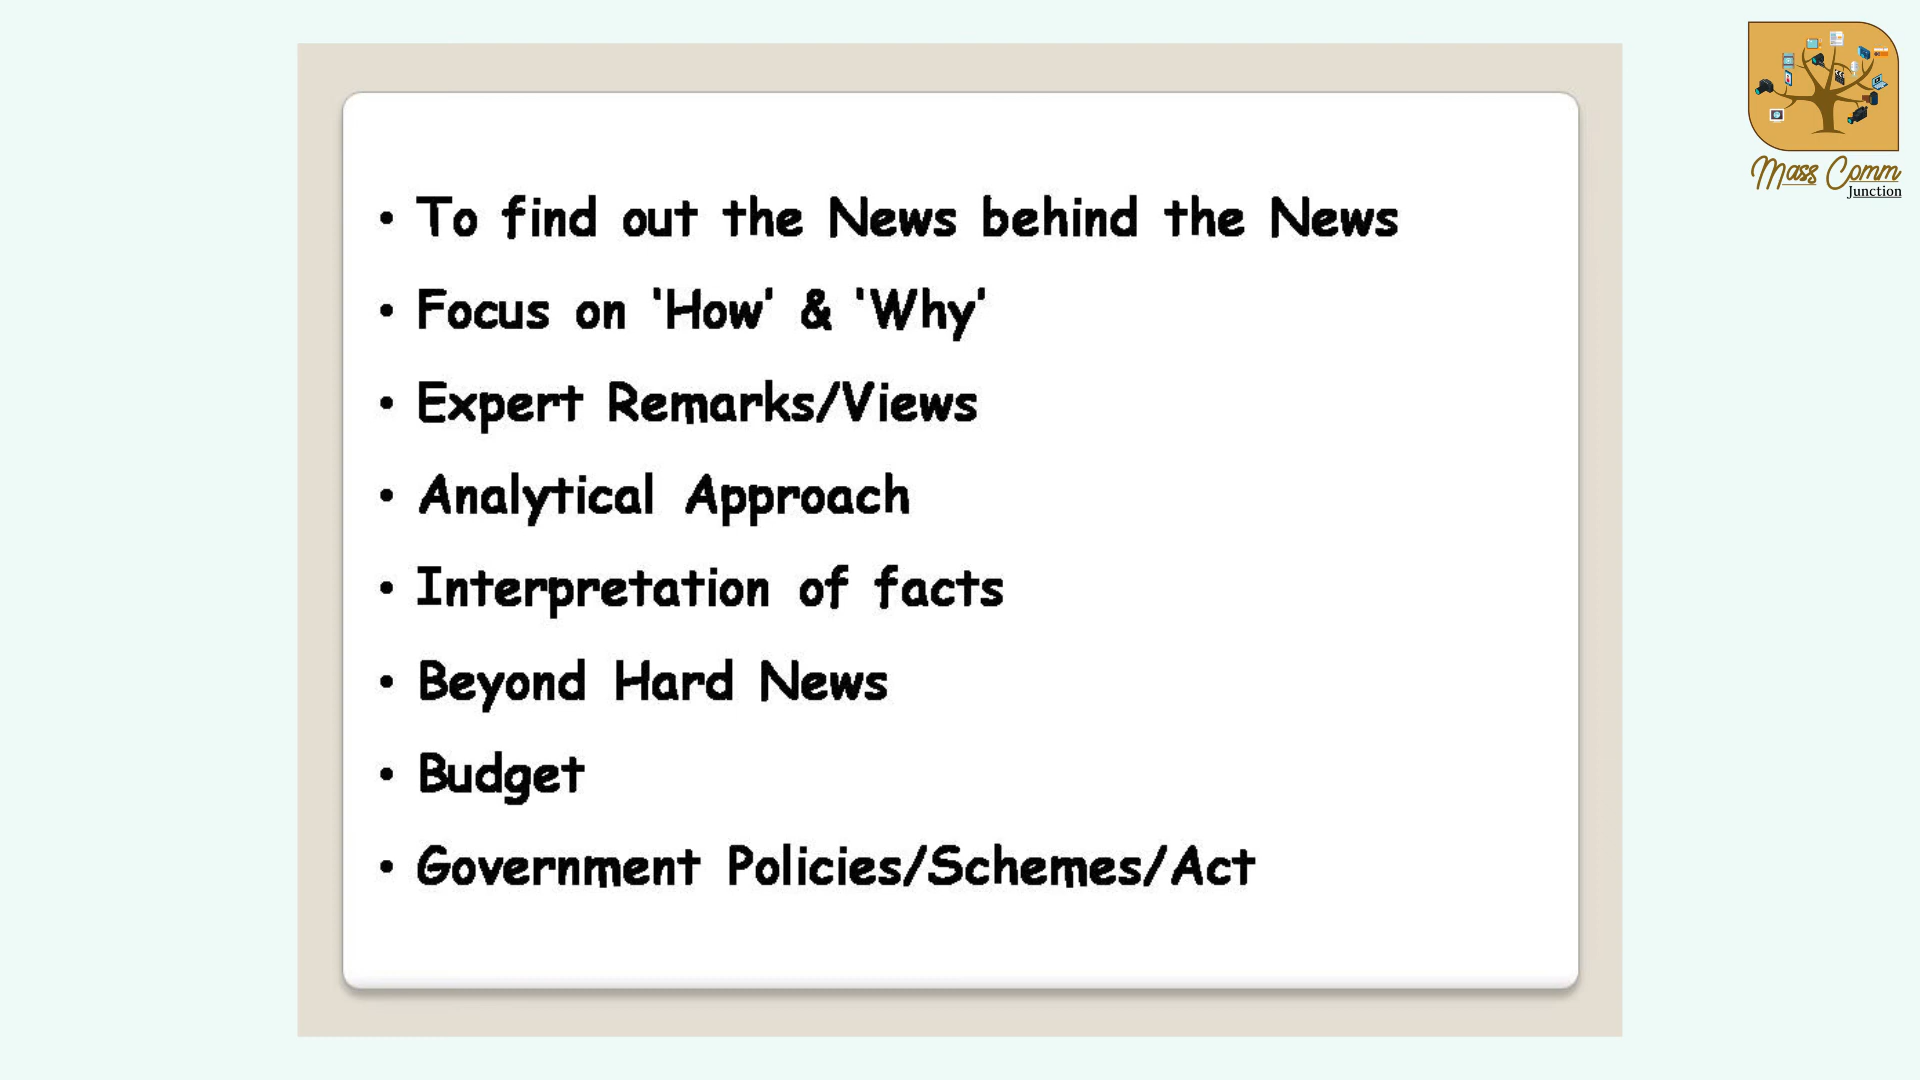 • To find out the News behind the News
• Focus on 'How' & 'Why'
• Expert Remarks/Views
• Analytical Approach
• Interpretation of facts
• Beyond Hard News
• Budget
• Government Policies/Schemes/Act
Mass Comm
Junction